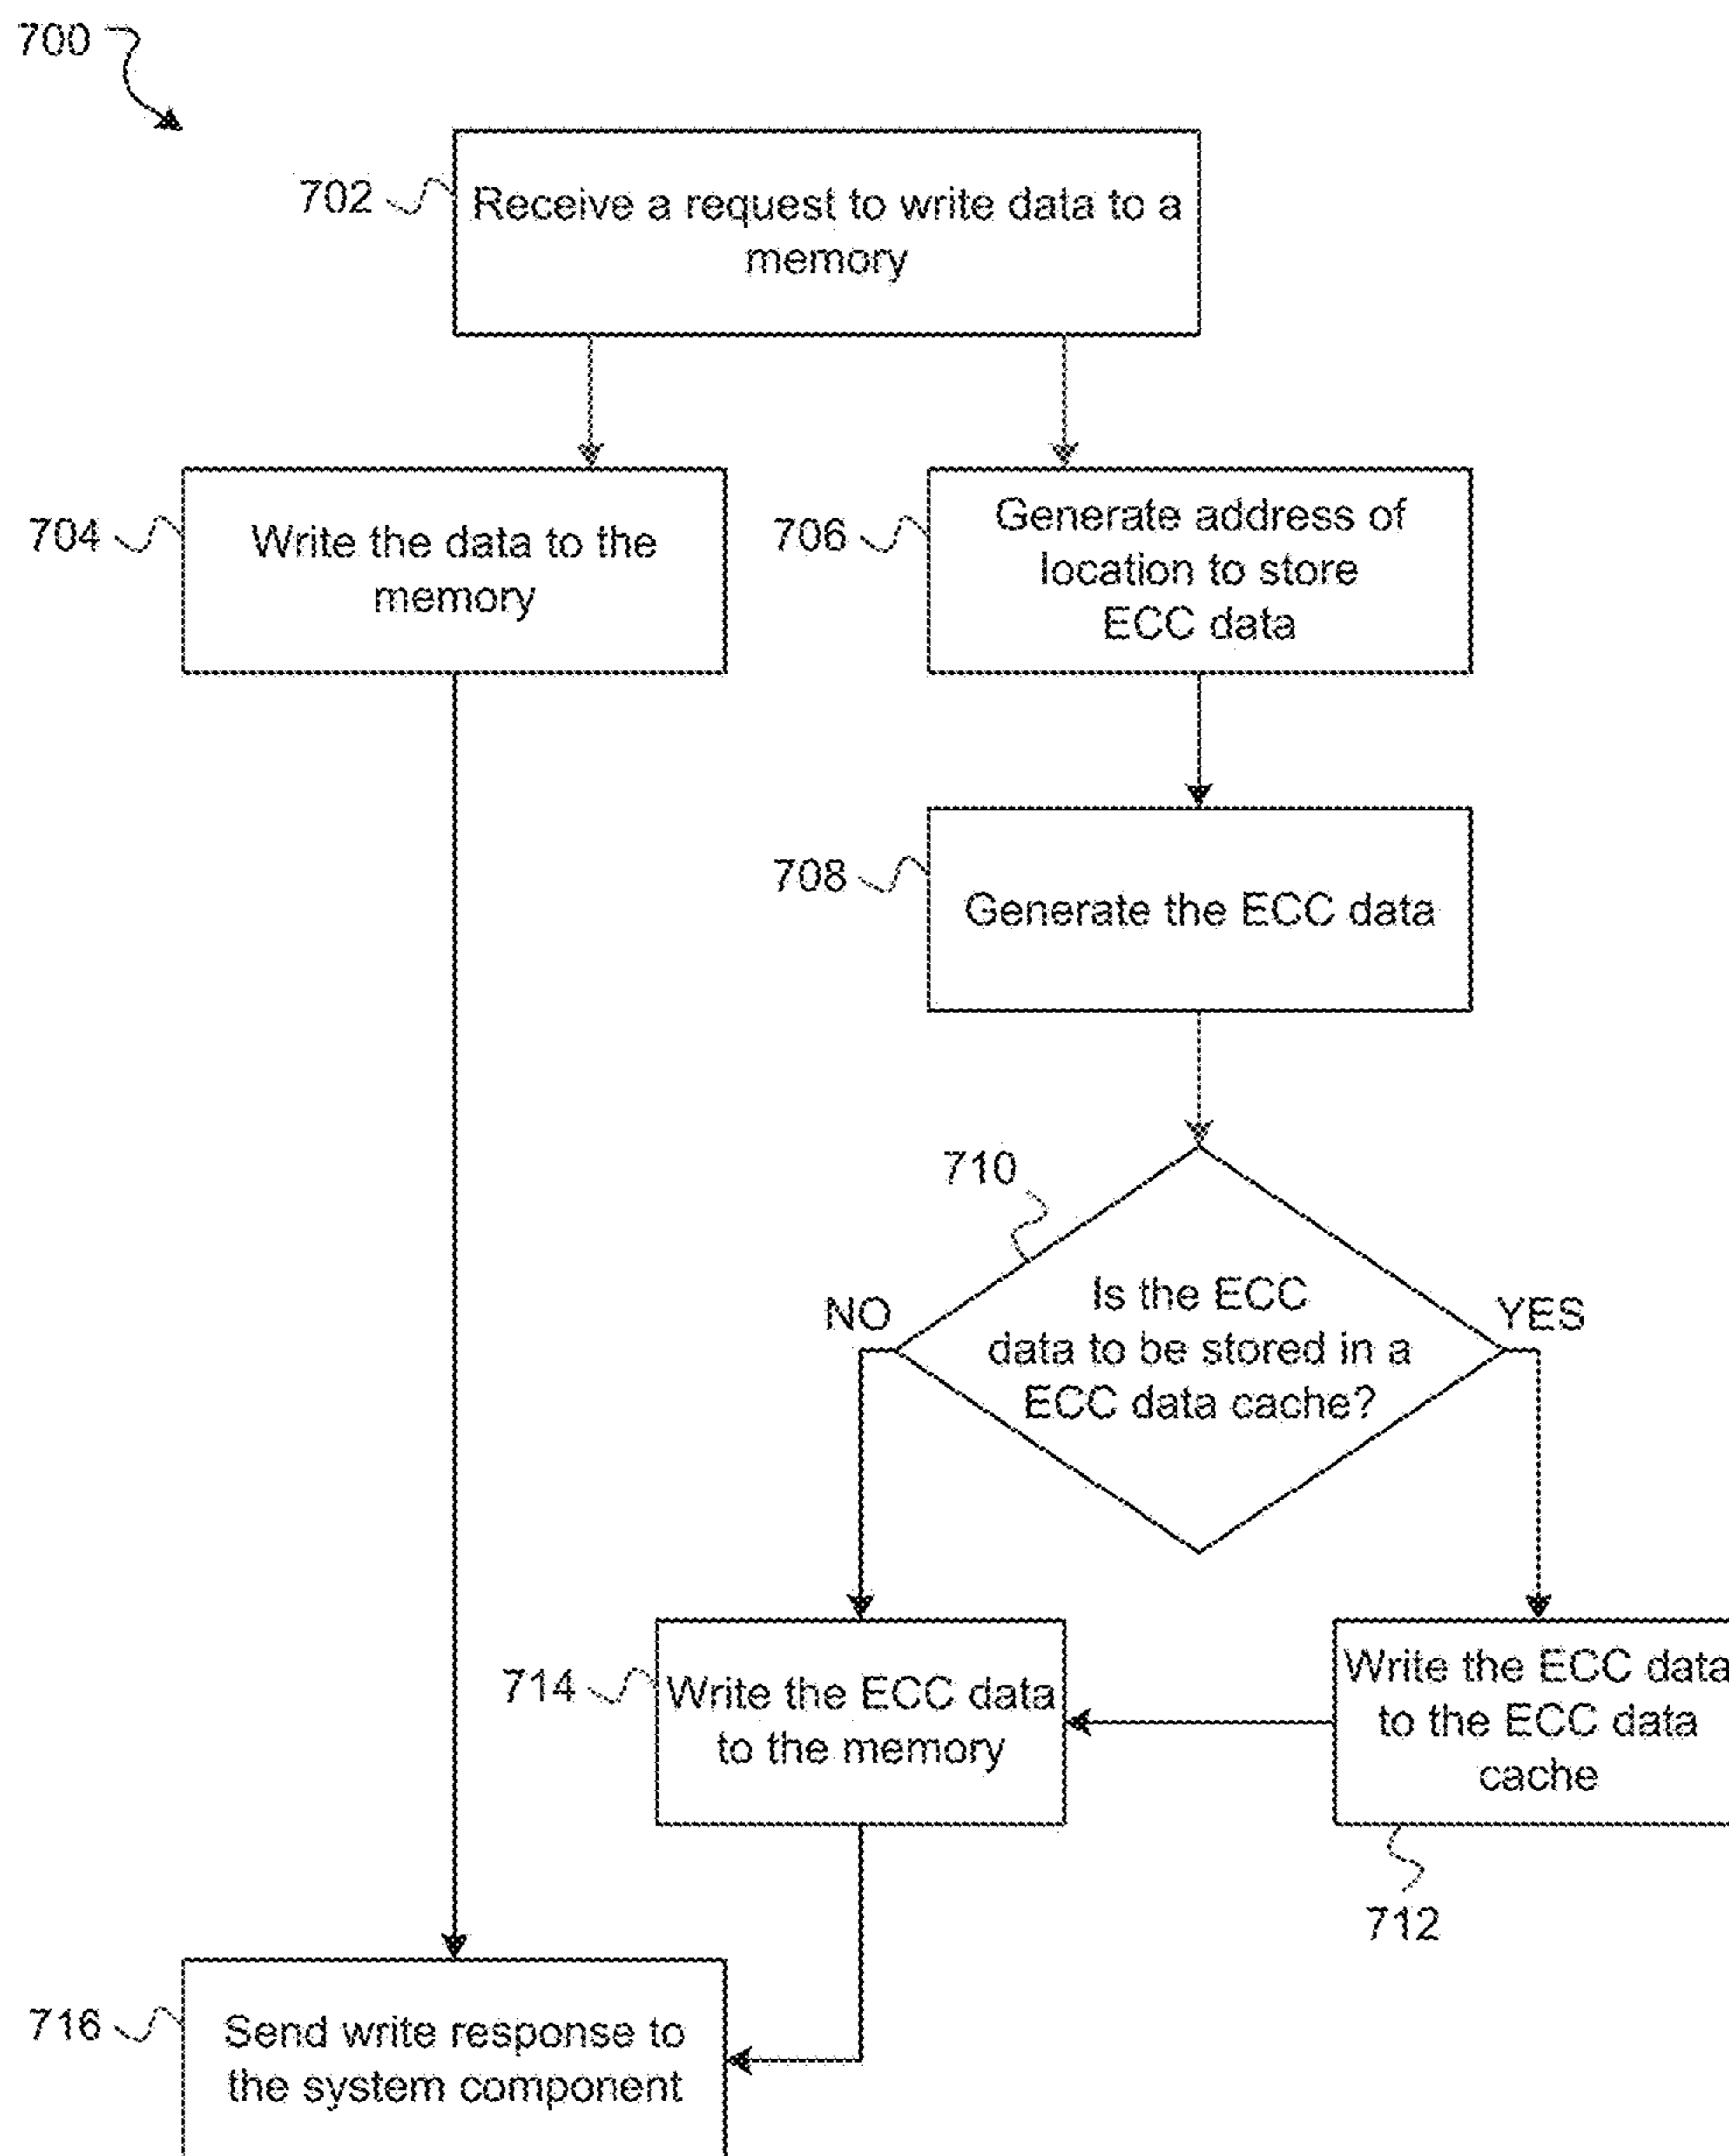 700
702
Receive a request to write data to a
memory
704
Write the data to the
memory
706
Generate address of
location to store
ECC data
708
Generate the ECC data
710
Is the ECC
data to be stored in a
ECC data cache?
NO
YES
714
Write the ECC data
to the memory
Write the ECC data
to the ECC data
cache
712
716
Send write response to
the system component